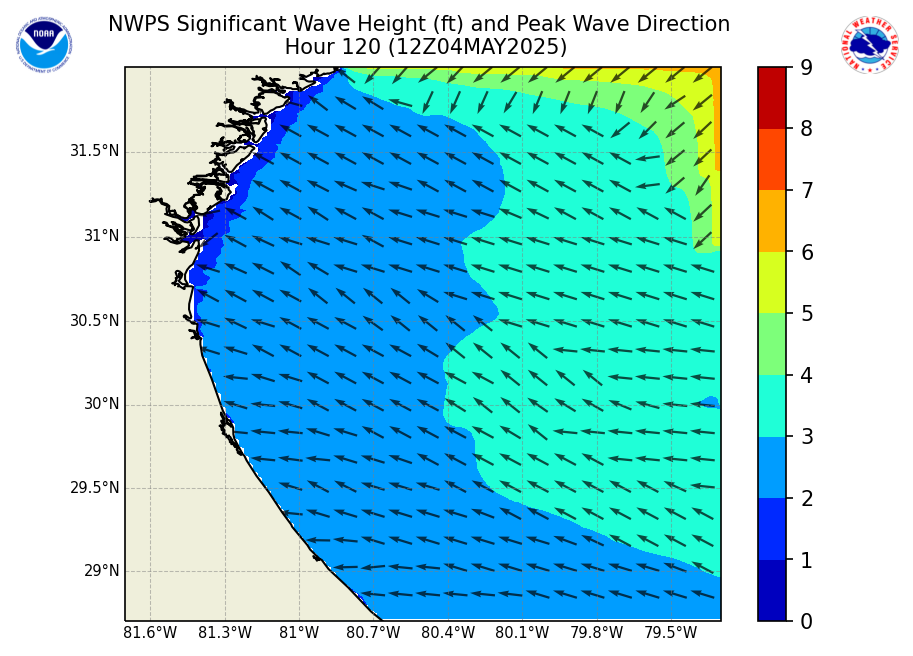 NWPS Significant Wave Height (ft) and Peak Wave Direction
Hour 120 (12Z04MAY2025)
NOAA
NATIONAL WEATHER SERVICE
31.5°N
31°N
30.5°N
30°N
29.5°N
29°N
81.6°W 81.3°W 81°W 80.7°W 80.4°W 80.1°W 79.8°W 79.5°W
9
8
7
6
5
4
3
2
1
0